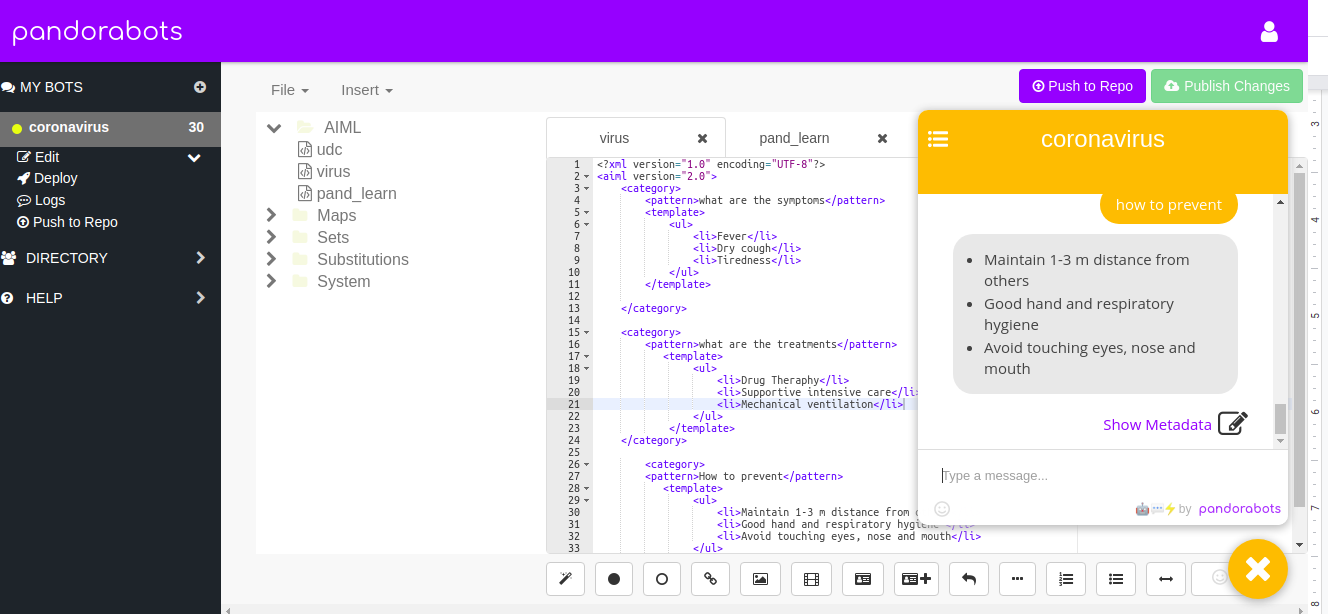 pandorabots
MY BOTS
coronavirus 30
Edit
Deploy
Logs
Push to Repo
DIRECTORY
HELP
File Insert
Push to Repo Publish Changes
AIML
udc
virus
pand_learn
Maps
Sets
Substitutions
System
virus pand_learn
1 <?xml version="1.0" encoding="UTF-8"?>
2 <aiml version="2.0">
3 <category>
4 <pattern>what are the symptoms</pattern>
5 <template>
6 <ul>
7 <li>Fever</li>
8 <li>Dry cough</li>
9 <li>Tiredness</li>
10 </ul>
11 </template>
12
13 </category>
14
15 <category>
16 <pattern>what are the treatments</pattern>
17 <template>
18 <ul>
19 <li>Drug Theraphy</li>
20 <li>Supportive intensive care</li>
21 <li>Mechanical ventilation</li>
22 </ul>
23 </template>
24 </category>
25
26 <category>
27 <pattern>How to prevent</pattern>
28 <template>
29 <ul>
30 <li>Maintain 1-3 m distance from
31 <li>Good hand and respiratory hygiene </li>
32 <li>Avoid touching eyes, nose and mouth</li>
33 </ul>
coronavirus
how to prevent
• Maintain 1-3 m distance from
others
• Good hand and respiratory
hygiene
• Avoid touching eyes, nose and
mouth
Show Metadata
Type a message...
by pandorabots
3
4
5
6
7
8